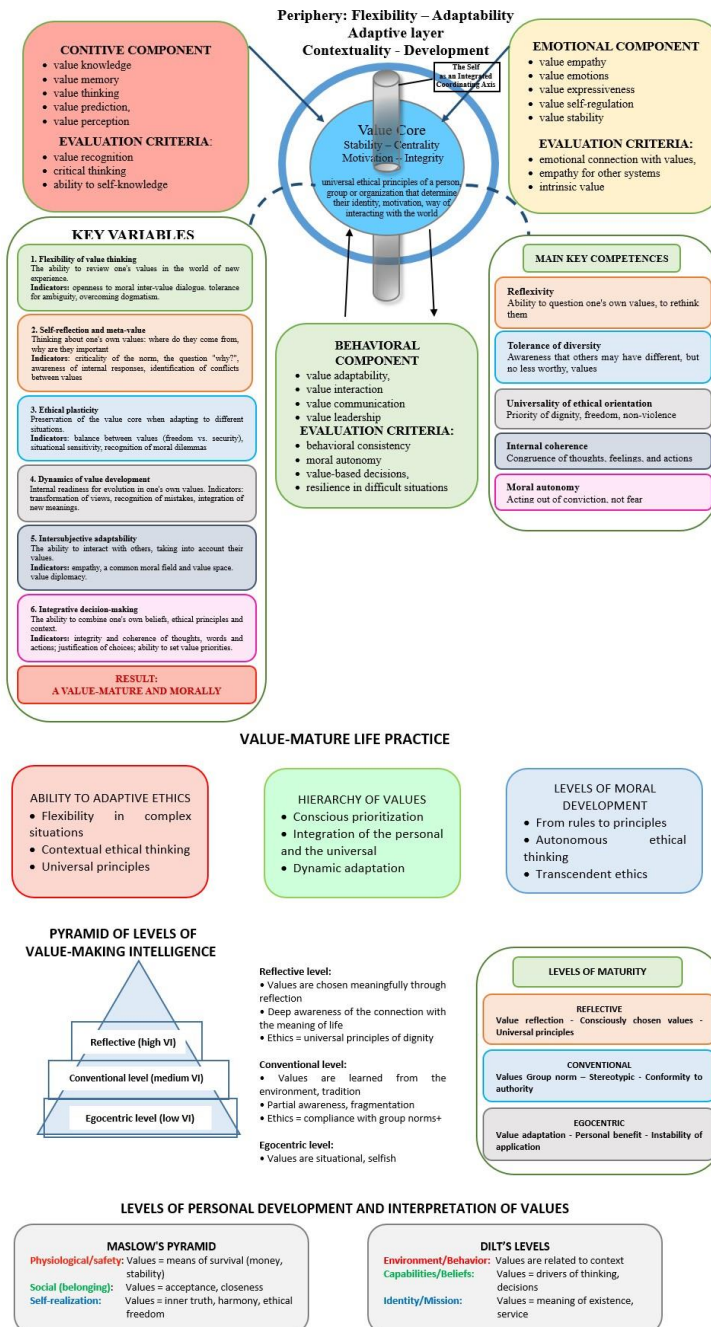 Periphery: Flexibility – Adaptability
Adaptive layer
Contextuality - Development
The Self
as an Integrated
Coordinating Axis
CONITIVE COMPONENT
• value knowledge
• value memory
• value thinking
• value prediction,
• value perception
EVALUATION CRITERIA:
• value recognition
• critical thinking
• ability to self-knowledge
Value Core
Stability – Centrality
Motivation – Integrity
universal ethical principles of a person,
group or organization that determine
their identity, motivation, way of
interacting with the world
EMOTIONAL COMPONENT
• value empathy
• value emotions
• value expressiveness
• value self-regulation
• value stability
EVALUATION CRITERIA:
• emotional connection with values,
• empathy for other systems
• intrinsic value
KEY VARIABLES
1. Flexibility of value thinking
The ability to review one's values in the world of new
experience.
Indicators: openness to moral inter-value dialogue. tolerance
for ambiguity, overcoming dogmatism.
2. Self-reflection and meta-value
Thinking about one's own values: where do they come from,
why are they important
Indicators: criticality of the norm, the question "why?",
awareness of internal responses, identification of conflicts
between values
3. Ethical plasticity
Preservation of the value core when adapting to different
situations.
Indicators: balance between values (freedom vs. security),
situational sensitivity, recognition of moral dilemmas
4. Dynamics of value development
Internal readiness for evolution in one's own values. Indicators:
transformation of views, recognition of mistakes, integration of
new meanings.
5. Intersubjective adaptability
The ability to interact with others, taking into account their
values.
Indicators: empathy, a common moral field and value space.
value diplomacy.
6. Integrative decision-making
The ability to combine one's own beliefs, ethical principles and
context.
Indicators: integrity and coherence of thoughts, words and
actions; justification of choices; ability to set value priorities.
RESULT:
A VALUE-MATURE AND MORALLY
BEHAVIORAL
COMPONENT
• value adaptability,
• value interaction
• value communication
• value leadership
EVALUATION CRITERIA:
• behavioral consistency
• moral autonomy
• value-based decisions,
• resilience in difficult situations
MAIN KEY COMPETENCES
Reflexivity
Ability to question one's own values, to rethink
them
Tolerance of diversity
Awareness that others may have different, but
no less worthy, values
Universality of ethical orientation
Priority of dignity, freedom, non-violence
Internal coherence
Congruence of thoughts, feelings, and actions
Moral autonomy
Acting out of conviction, not fear
VALUE-MATURE LIFE PRACTICE
ABILITY TO ADAPTIVE ETHICS
• Flexibility in complex
situations
• Contextual ethical thinking
• Universal principles
HIERARCHY OF VALUES
• Conscious prioritization
• Integration of the personal
and the universal
• Dynamic adaptation
LEVELS OF MORAL
DEVELOPMENT
• From rules to principles
• Autonomous ethical
thinking
• Transcendent ethics
PYRAMID OF LEVELS OF
VALUE-MAKING INTELLIGENCE
Reflective (high VI)
Conventional level (medium VI)
Egocentric level (low VI)
Reflective level:
• Values are chosen meaningfully through
reflection
• Deep awareness of the connection with the
meaning of life
• Ethics = universal principles of dignity
Conventional level:
• Values are learned from the
environment, tradition
• Partial awareness, fragmentation
• Ethics = compliance with group norms+
Egocentric level:
• Values are situational, selfish
LEVELS OF MATURITY
REFLECTIVE
Value reflection - Consciously chosen values -
Universal principles
CONVENTIONAL
Values Group norm – Stereotypic - Conformity to
authority
EGOCENTRIC
Value adaptation - Personal benefit - Instability of
application
LEVELS OF PERSONAL DEVELOPMENT AND INTERPRETATION OF VALUES
MASLOW'S PYRAMID
Physiological/safety: Values = means of survival (money,
stability)
Social (belonging): Values = acceptance, closeness
Self-realization: Values = inner truth, harmony, ethical
freedom
DILT'S LEVELS
Environment/Behavior: Values are related to context
Capabilities/Beliefs: Values = drivers of thinking,
decisions
Identity/Mission: Values = meaning of existence,
service